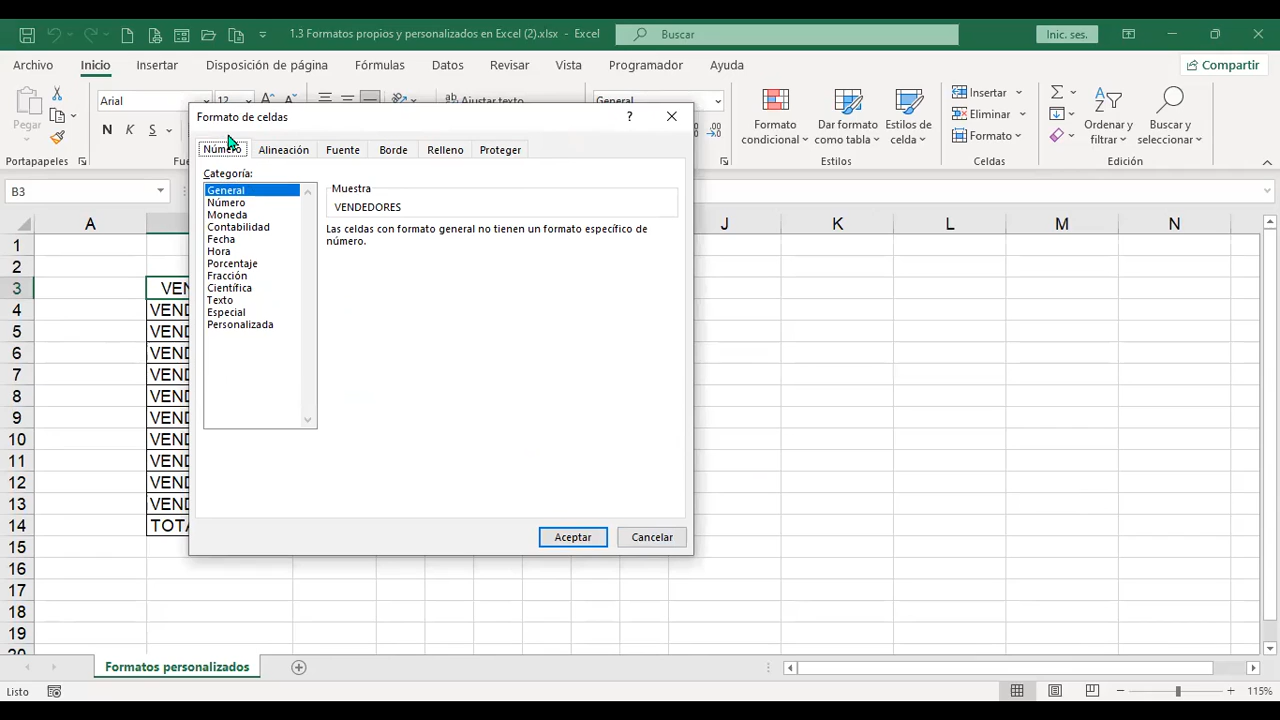 1.3 Formatos propios y personalizados en Excel (2).xlsx - Excel
Buscar
Inic. ses.
Archivo
Inicio
Insertar
Disposición de página
Fórmulas
Datos
Revisar
Vista
Programador
Ayuda
Compartir
Pegar
Portapapeles
Arial
12
N K S
Ajustar texto
General
Formato condicional
Dar formato como tabla
Estilos de celda
Estilos
Insertar
Eliminar
Formato
Celdas
Ordenar y filtrar
Buscar y seleccionar
Edición
B3
Formato de celdas
?
Número
Alineación
Fuente
Borde
Relleno
Proteger
Categoría:
General
Número
Moneda
Contabilidad
Fecha
Hora
Porcentaje
Fracción
Científica
Texto
Especial
Personalizada
Muestra
VENDEDORES
Las celdas con formato general no tienen un formato específico de
número.
Aceptar
Cancelar
A J K L M N
1
2
3 VEN
4 VEND
5 VEND
6 VEND
7 VEND
8 VEND
9 VEND
10 VEND
11 VEND
12 VEND
13 VEND
14 TOTA
15
16
17
18
19
Formatos personalizados
Listo
115%